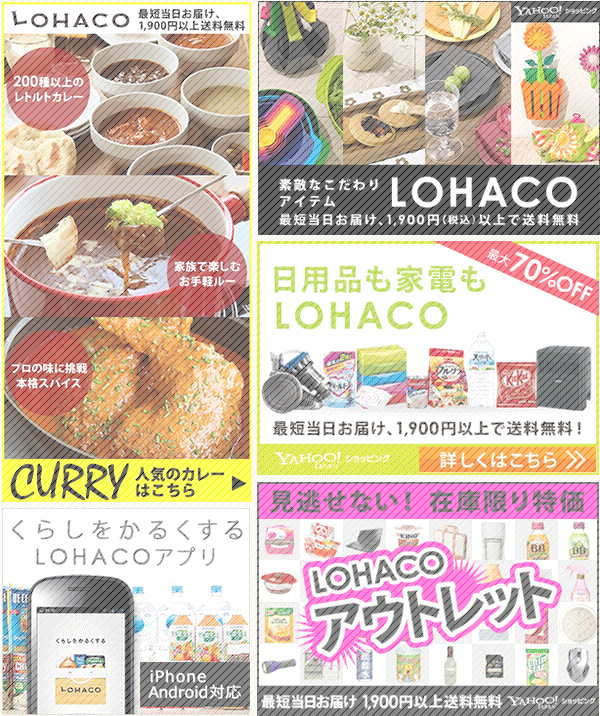 LOHACO
最短当日お届け、
1,900円以上送料無料
200種以上の
レトルトカレー
家族で楽しむ
お手軽ルー
プロの味に挑戦
本格スパイス
CURRY
人気のカレー
はこちら
くらしをかるくする
LOHACOアプリ
くらしをかるくする
LOHACO
iPhone
Android対応
YAHOO!
JAPAN
ショッピング
素敵なこだわり
アイテム
LOHACO
最短当日お届け、1,900円(税込)以上で送料無料
最大70%OFF
日用品も家電も
LOHACO
最短当日お届け、1,900円以上で送料無料!
YAHOO!
JAPAN
ショッピング
詳しくはこちら
見逃せない! 在庫限り特価
LOHACO
アウトレット
最短当日お届け 1,900円以上送料無料
YAHOO!
JAPAN
ショッピング